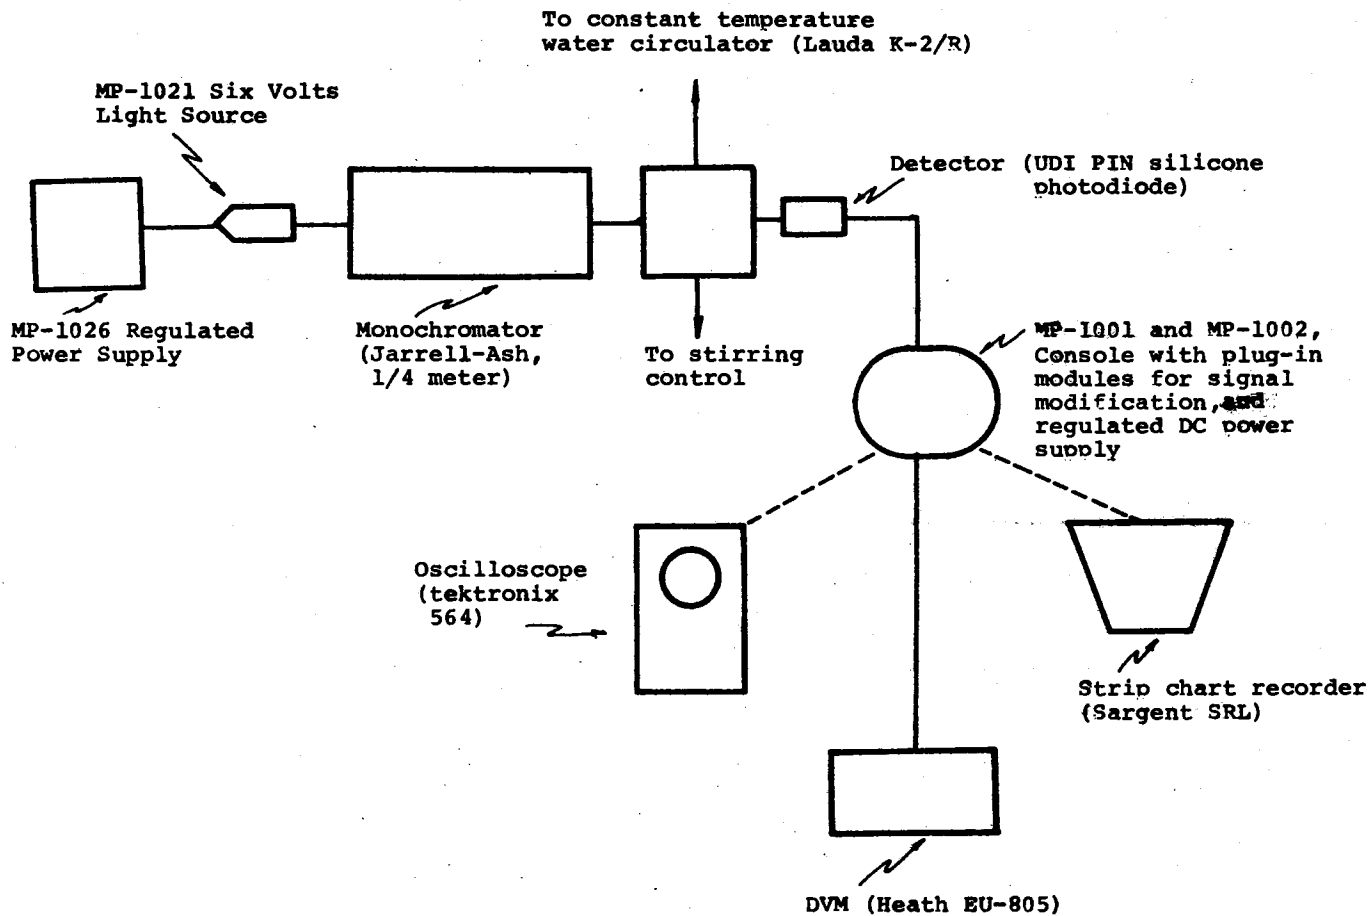 To constant temperature
water circulator (Lauda K-2/R)
MP-1021 Six Volts
Light Source
Detector (UDI PIN silicone
photodiode)
MP-1026 Regulated
Power Supply
Monochromator
(Jarrell-Ash,
1/4 meter)
To stirring
control
MP-1001 and MP-1002,
Console with plug-in
modules for signal
modification, and
regulated DC power
supply
Oscilloscope
(tektronix
564)
Strip chart recorder
(Sargent SRL)
DVM (Heath EU-805)